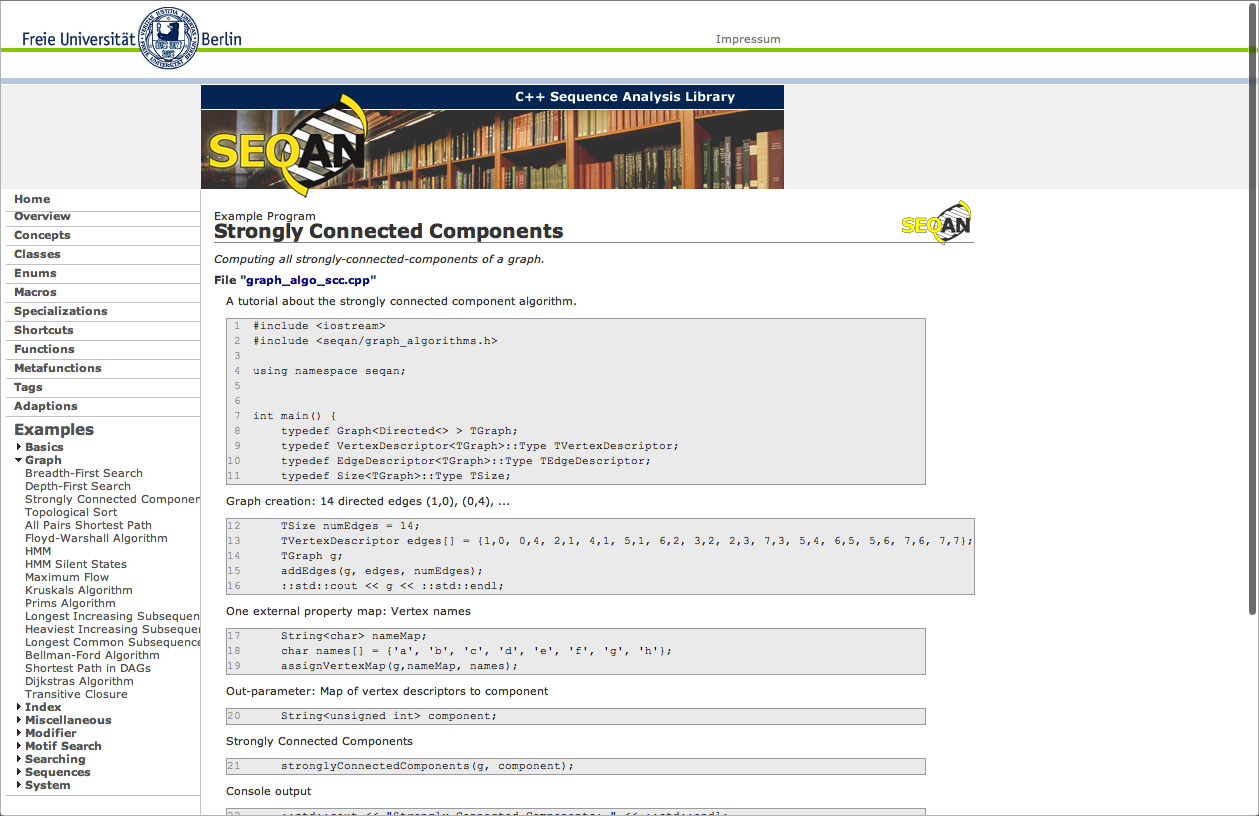 Freie Universität Berlin
Impressum
C++ Sequence Analysis Library
SEQAN
Home
Overview
Concepts
Classes
Enums
Macros
Specializations
Shortcuts
Functions
Metafunctions
Tags
Adaptions
Examples
Basics
Graph
Breadth-First Search
Depth-First Search
Strongly Connected Componen
Topological Sort
All Pairs Shortest Path
Floyd-Warshall Algorithm
HMM
HMM Silent States
Maximum Flow
Kruskals Algorithm
Prims Algorithm
Longest Increasing Subsequen
Heaviest Increasing Subseque
Longest Common Subsequence
Bellman-Ford Algorithm
Shortest Path in DAGs
Dijkstras Algorithm
Transitive Closure
Index
Miscellaneous
Modifier
Motif Search
Searching
Sequences
System
Example Program
Strongly Connected Components
SEQAN
Computing all strongly-connected-components of a graph.
File "graph_algo_scc.cpp"
A tutorial about the strongly connected component algorithm.
1 #include <iostream>
2 #include <seqan/graph_algorithms.h>
3
4 using namespace seqan;
5
6
7 int main() {
8 typedef Graph<Directed<> > TGraph;
9 typedef VertexDescriptor<TGraph>::Type TVertexDescriptor;
10 typedef EdgeDescriptor<TGraph>::Type TEdgeDescriptor;
11 typedef Size<TGraph>::Type TSize;
Graph creation: 14 directed edges (1,0), (0,4), ...
12 TSize numEdges = 14;
13 TVertexDescriptor edges[] = {1,0, 0,4, 2,1, 4,1, 5,1, 6,2, 3,2, 2,3, 7,3, 5,4, 6,5, 5,6, 7,6, 7,7};
14 TGraph g;
15 addEdges(g, edges, numEdges);
16 ::std::cout << g << ::std::endl;
One external property map: Vertex names
17 String<char> nameMap;
18 char names[] = {'a', 'b', 'c', 'd', 'e', 'f', 'g', 'h'};
19 assignVertexMap(g,nameMap, names);
Out-parameter: Map of vertex descriptors to component
20 String<unsigned int> component;
Strongly Connected Components
21 stronglyConnectedComponents(g, component);
Console output
22 ::std::cout << "Strongly Connected Components: " << ::std::endl;